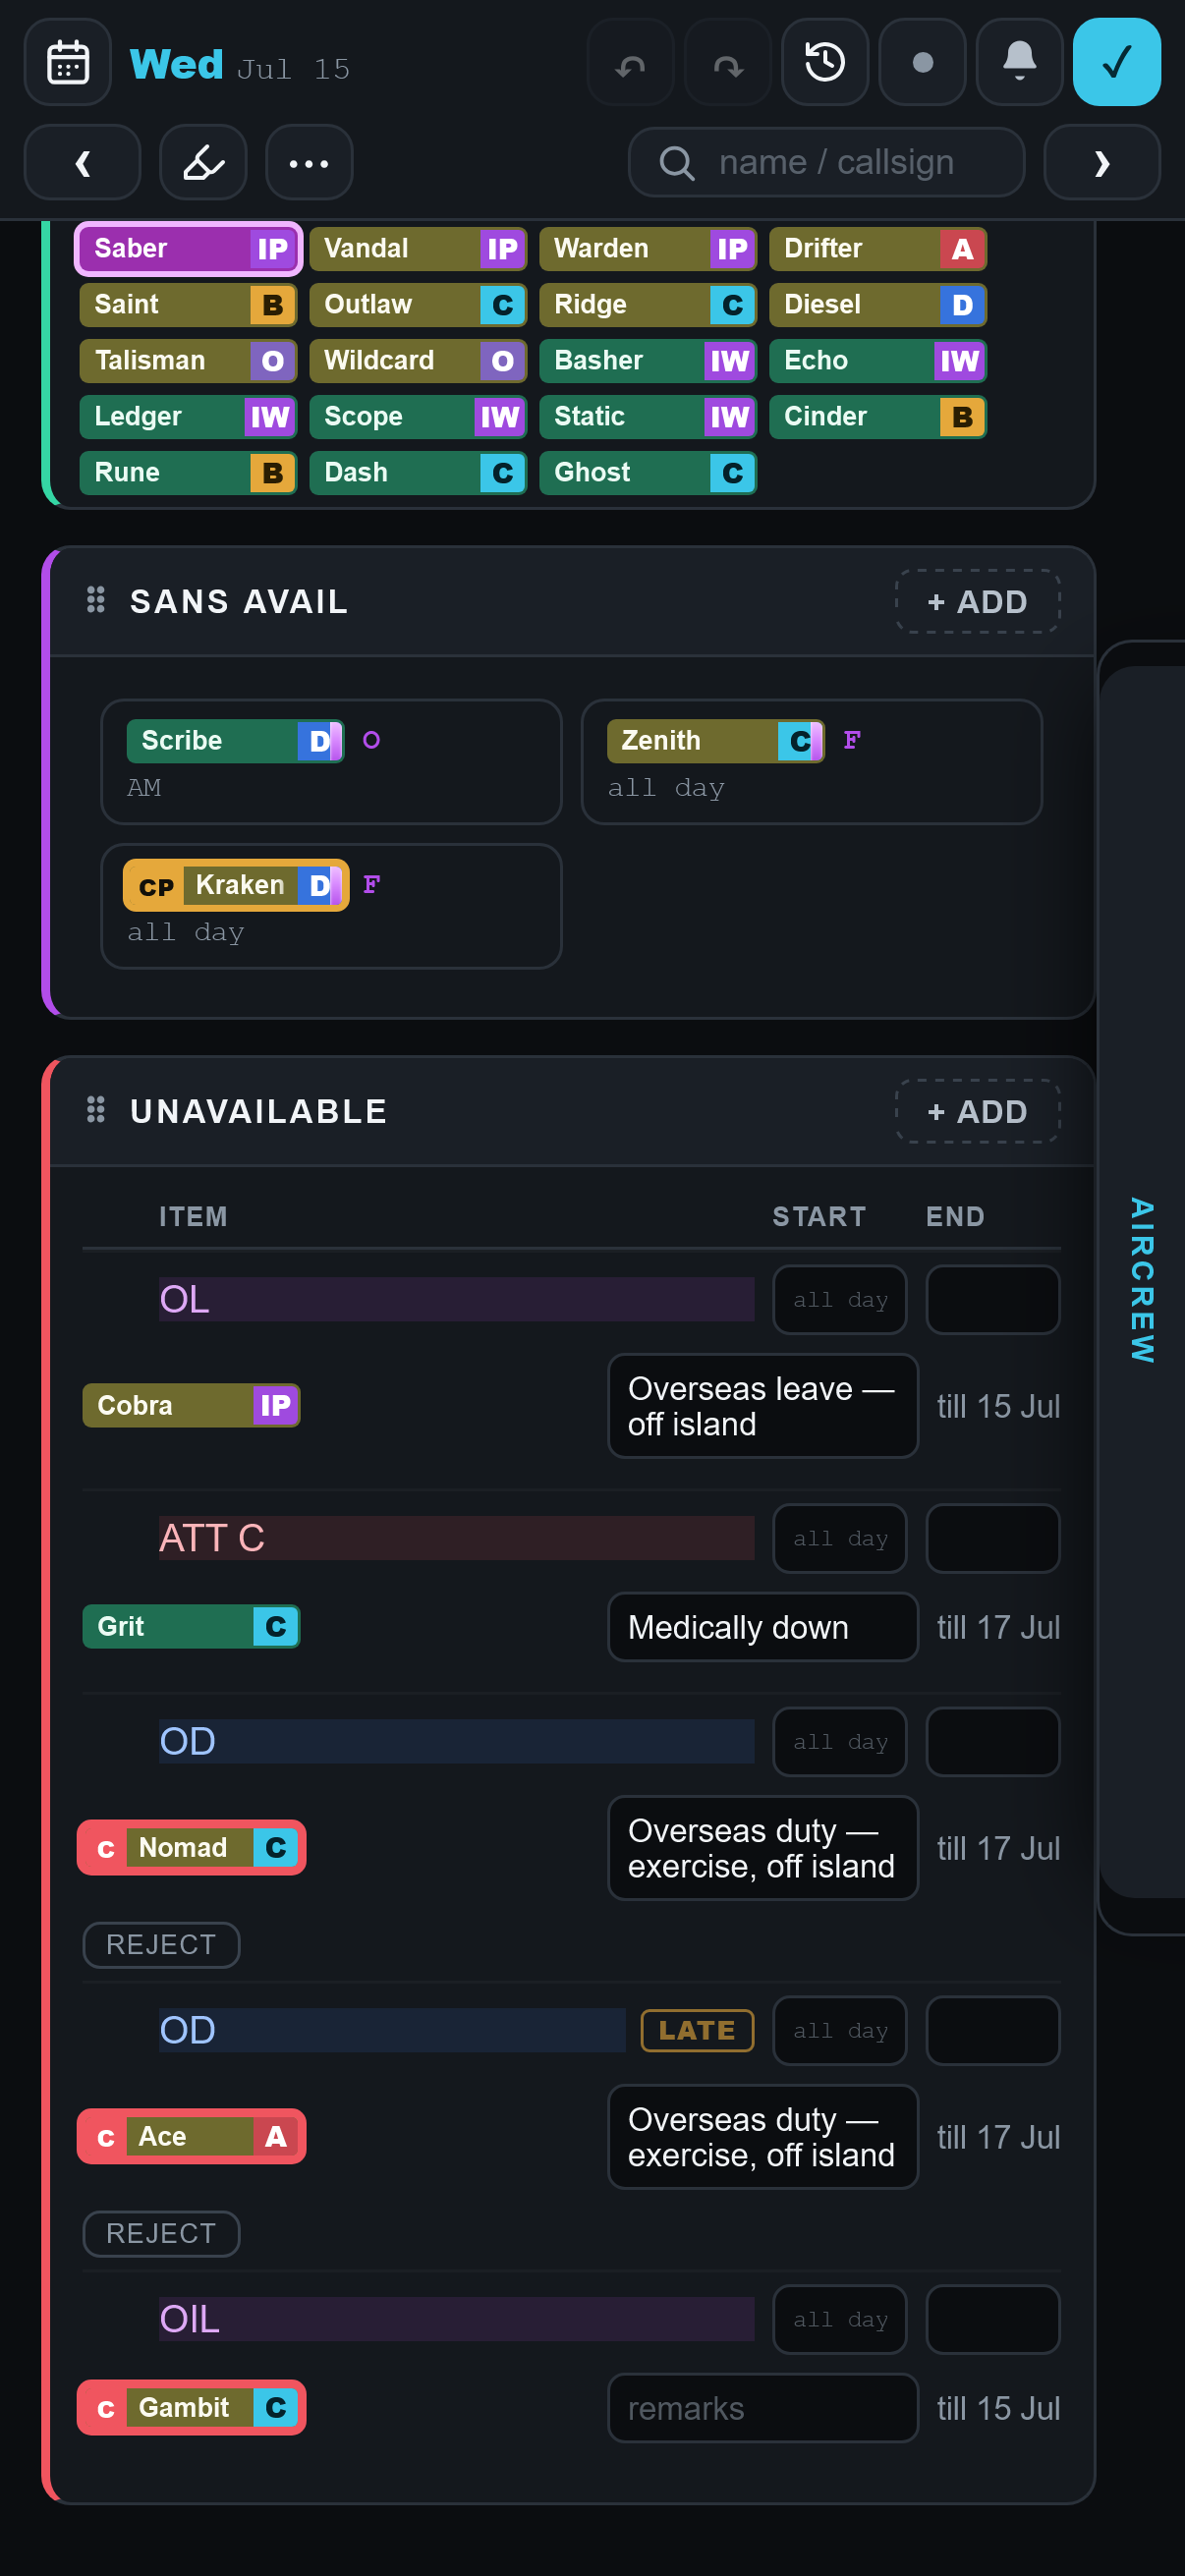 Wed Jul 15
name / callsign
Saber IP Vandal IP Warden IP Drifter A
Saint B Outlaw C Ridge C Diesel D
Talisman O Wildcard O Basher IW Echo IW
Ledger IW Scope IW Static IW Cinder B
Rune B Dash C Ghost C
SANS AVAIL + ADD
Scribe D O Zenith C F
AM all day
CP Kraken D F
all day
UNAVAILABLE + ADD
AIRCREW
ITEM START END
OL all day
Cobra IP Overseas leave — till 15 Jul
off island
ATT C all day
Grit C Medically down till 17 Jul
OD all day
C Nomad C Overseas duty — till 17 Jul
exercise, off island
REJECT
OD LATE all day
C Ace A Overseas duty — till 17 Jul
exercise, off island
REJECT
OIL all day
C Gambit C remarks till 15 Jul